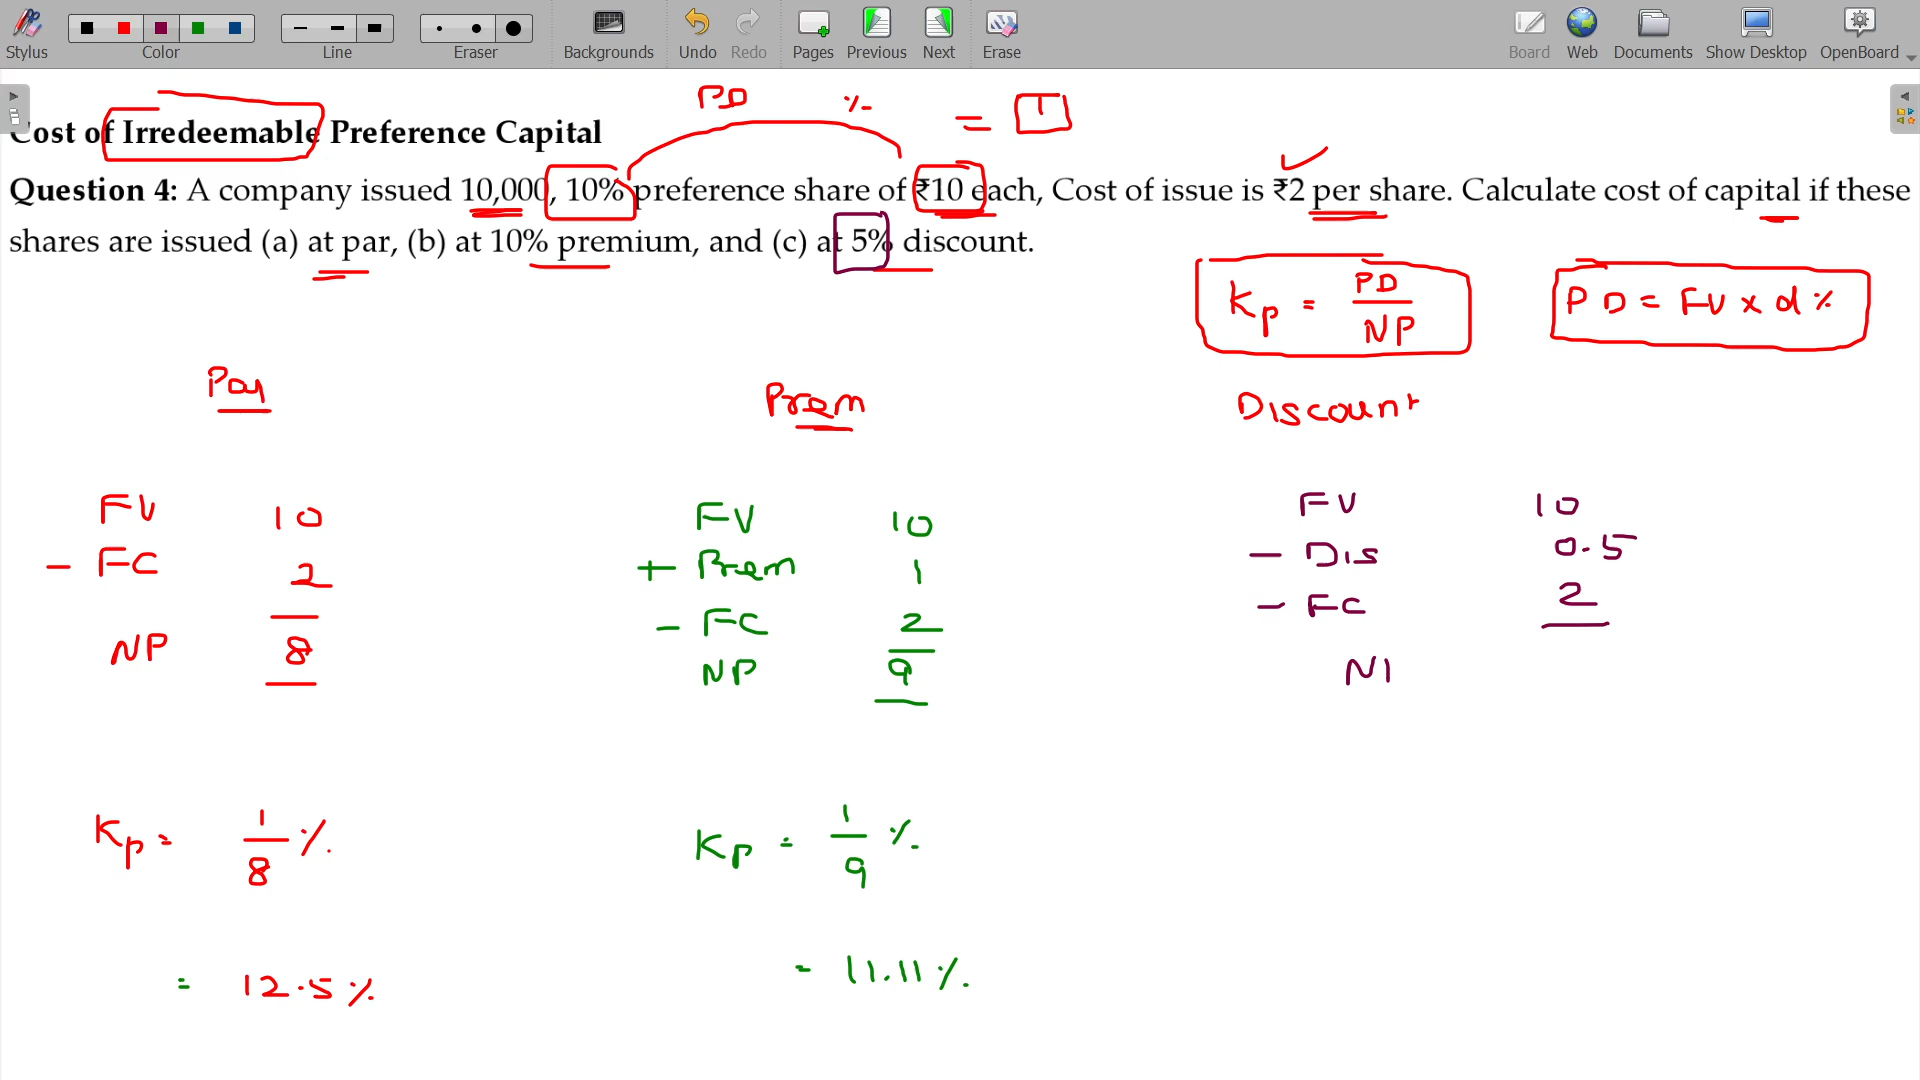 Stylus Color Line Eraser Backgrounds Undo Redo Pages Previous Next Erase Board Web Documents Show Desktop OpenBoard
PD % = 1
Cost of Irredeemable Preference Capital
Question 4: A company issued 10,000, 10% preference share of ₹10 each, Cost of issue is ₹2 per share. Calculate cost of capital if these
shares are issued (a) at par, (b) at 10% premium, and (c) at 5% discount.
Kp = PD / NP
PD = FV x d %
Par
FV 10
- FC 2
NP 8
Kp = 1/8 %
= 12.5 %
Prem
FV 10
+ Prem 1
- FC 2
NP 9
Kp = 1/9 %
= 11.11 %
Discount
FV 10
- Dis 0.5
- FC 2
NI